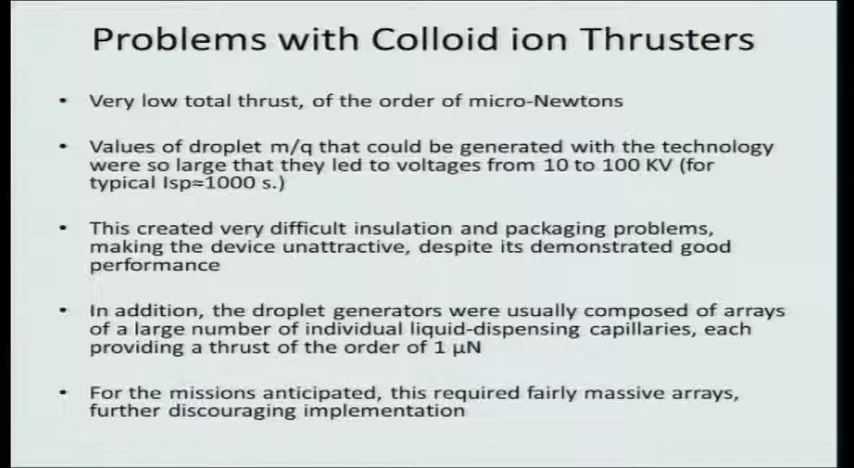 Problems with Colloid ion Thrusters
• Very low total thrust, of the order of micro-Newtons
• Values of droplet m/q that could be generated with the technology
were so large that they led to voltages from 10 to 100 KV (for
typical Isp≈1000 s.)
• This created very difficult insulation and packaging problems,
making the device unattractive, despite its demonstrated good
performance
• In addition, the droplet generators were usually composed of arrays
of a large number of individual liquid-dispensing capillaries, each
providing a thrust of the order of 1 μN
• For the missions anticipated, this required fairly massive arrays,
further discouraging implementation